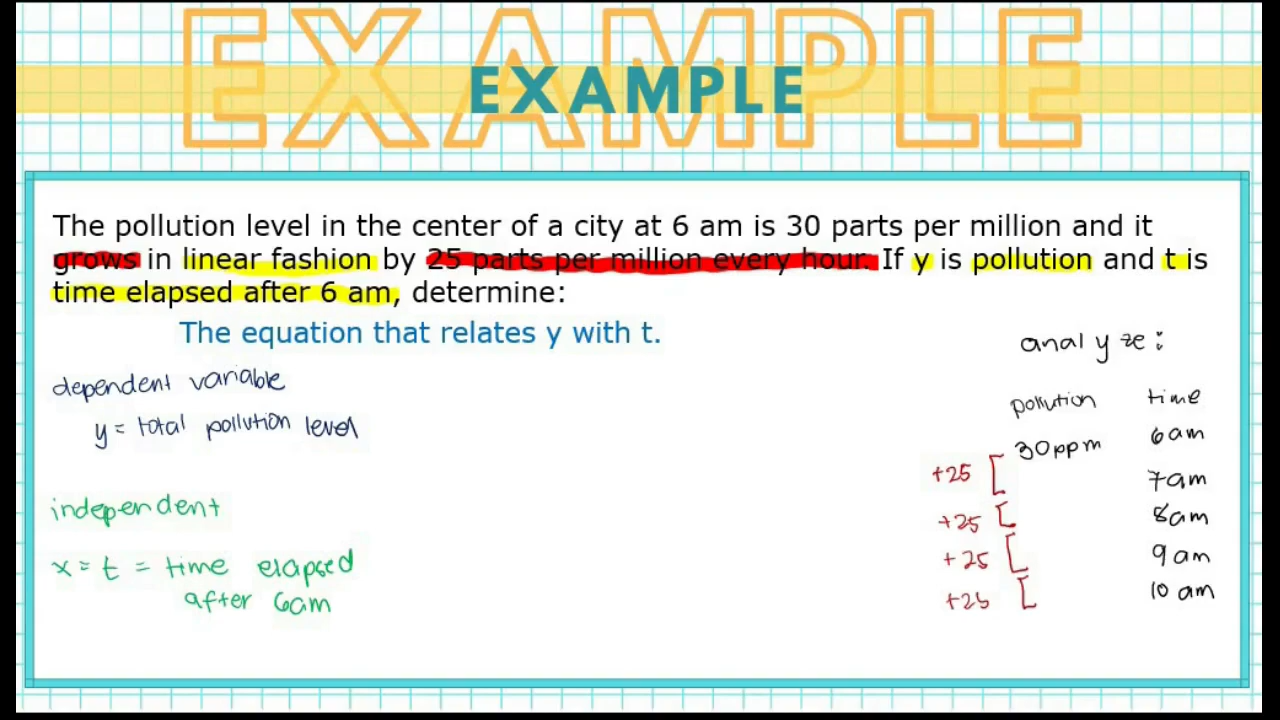 EXAMPLE
EXAMPLE
The pollution level in the center of a city at 6 am is 30 parts per million and it
grows in linear fashion by 25 parts per million every hour. If y is pollution and t is
time elapsed after 6 am, determine:
The equation that relates y with t.
analyze:
dependent variable
y = total pollution level
pollution time
30ppm 6am
+25 7am
+25 8am
+25 9am
+25 10 am
independent
x = t = time elapsed
after 6am